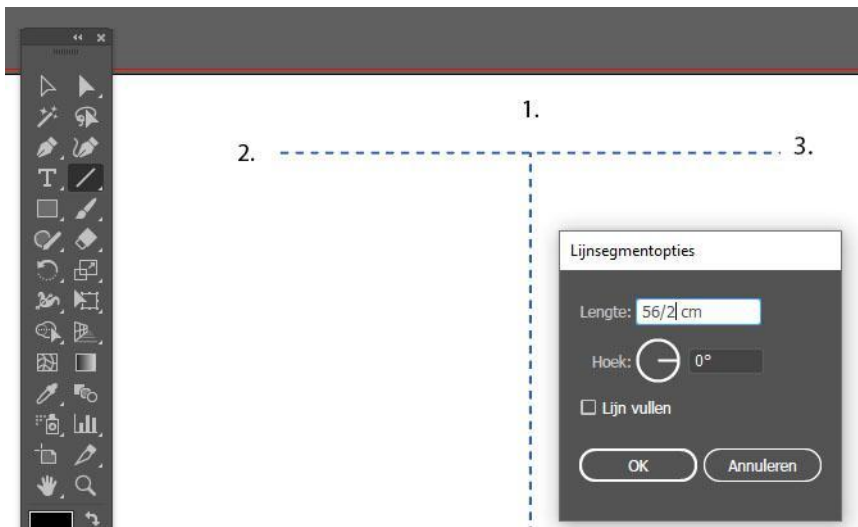 1.
2.
3.
Lijnsegmentopties
Lengte: 56/2 cm
Hoek: 0°
Lijn vullen
OK Annuleren